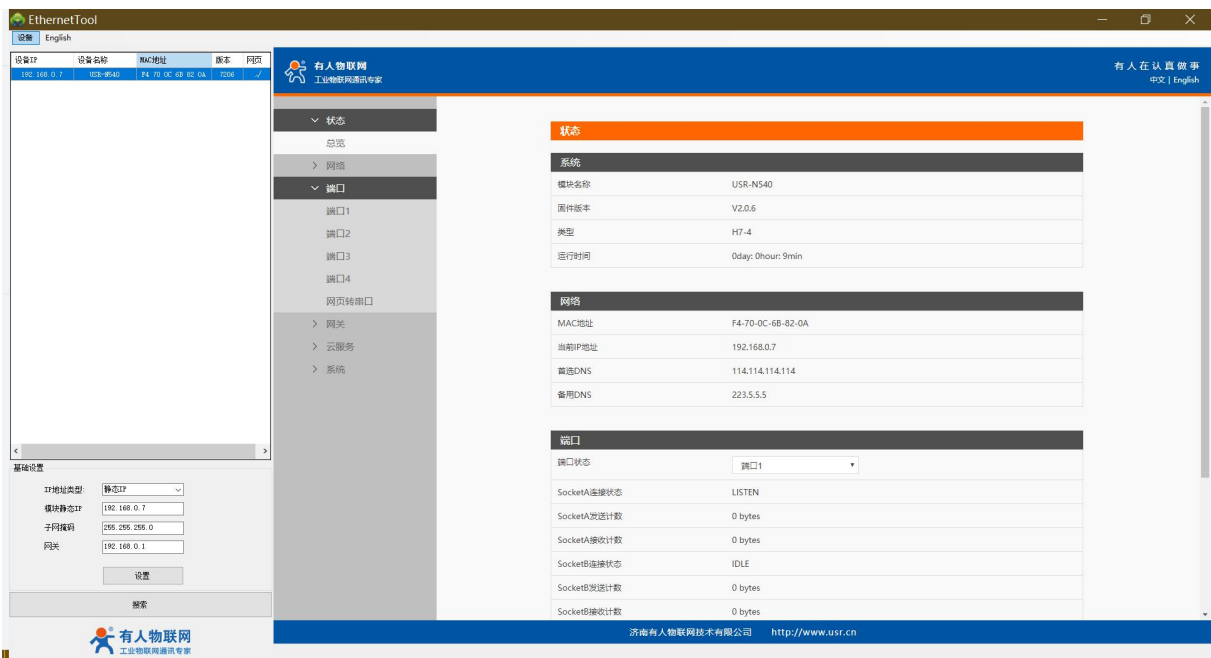 EthernetTool
设备 English
设备IP 设备名称 MAC地址 版本 网页
192.168.0.7 USR-N540 F4 70 0C 6B 82 0A 7206 √
有人物联网
工业物联网通讯专家
有人在认真做事
中文 | English
状态
总览
网络
端口
端口1
端口2
端口3
端口4
网页转串口
网关
云服务
系统
状态
系统
模块名称 USR-N540
固件版本 V2.0.6
类型 H7-4
运行时间 0day: 0hour: 9min
网络
MAC地址 F4-70-0C-6B-82-0A
当前IP地址 192.168.0.7
首选DNS 114.114.114.114
备用DNS 223.5.5.5
端口
端口状态 端口1
SocketA连接状态 LISTEN
SocketA发送计数 0 bytes
SocketA接收计数 0 bytes
SocketB连接状态 IDLE
SocketB发送计数 0 bytes
SocketB接收计数 0 bytes
基础设置
IP地址类型: 静态IP
模块静态IP 192.168.0.7
子网掩码 255.255.255.0
网关 192.168.0.1
设置
搜索
有人物联网
工业物联网通讯专家
济南有人物联网技术有限公司 http://www.usr.cn